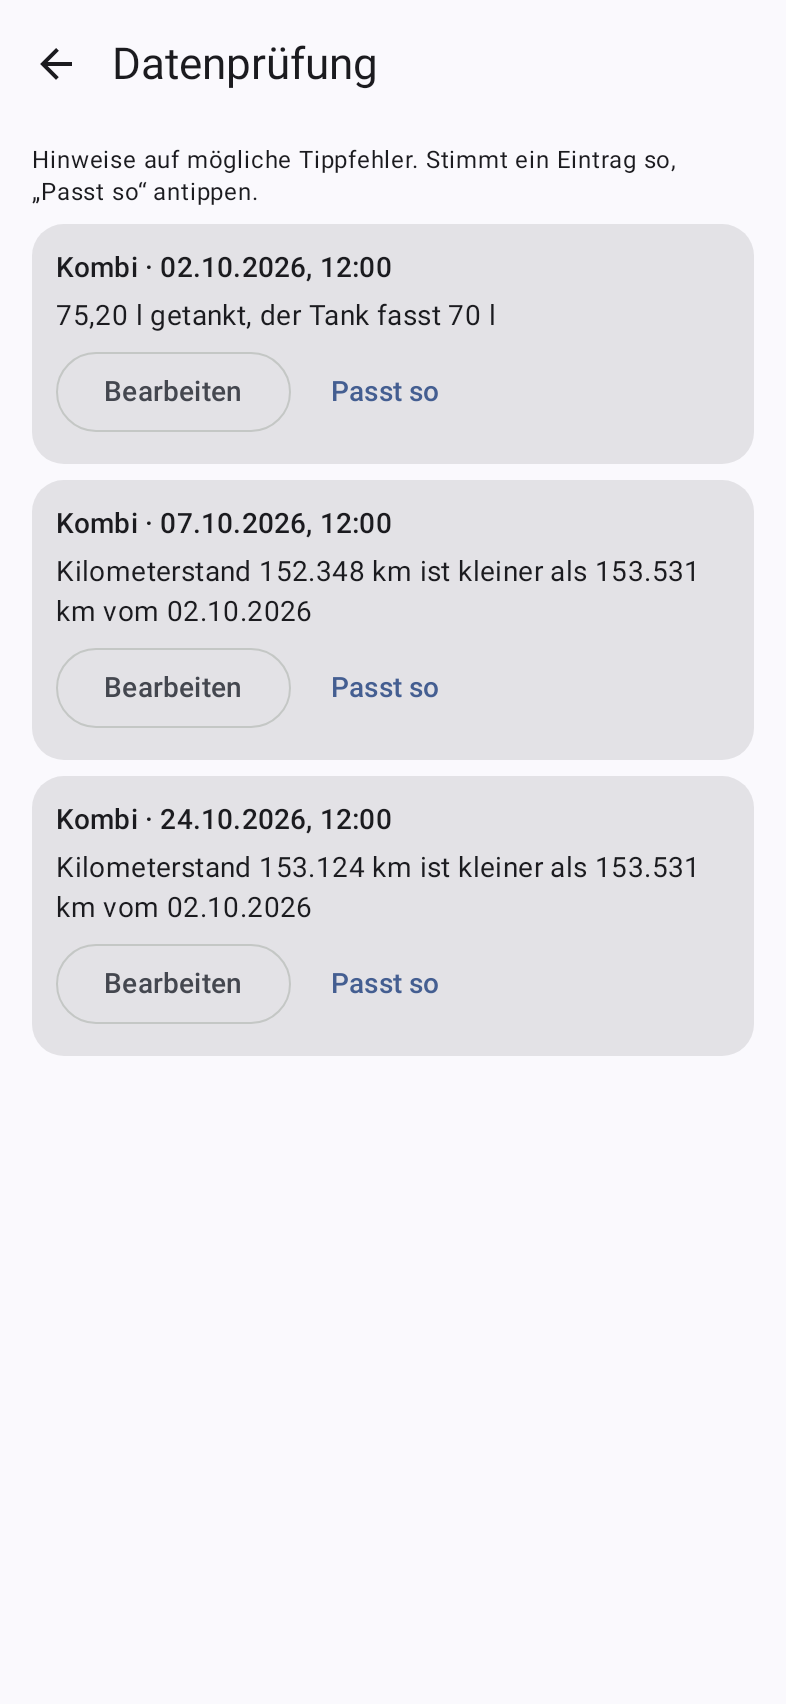 Datenprüfung
Hinweise auf mögliche Tippfehler. Stimmt ein Eintrag so,
„Passt so“ antippen.
Kombi · 02.10.2026, 12:00
75,20 l getankt, der Tank fasst 70 l
Bearbeiten Passt so
Kombi · 07.10.2026, 12:00
Kilometerstand 152.348 km ist kleiner als 153.531
km vom 02.10.2026
Bearbeiten Passt so
Kombi · 24.10.2026, 12:00
Kilometerstand 153.124 km ist kleiner als 153.531
km vom 02.10.2026
Bearbeiten Passt so